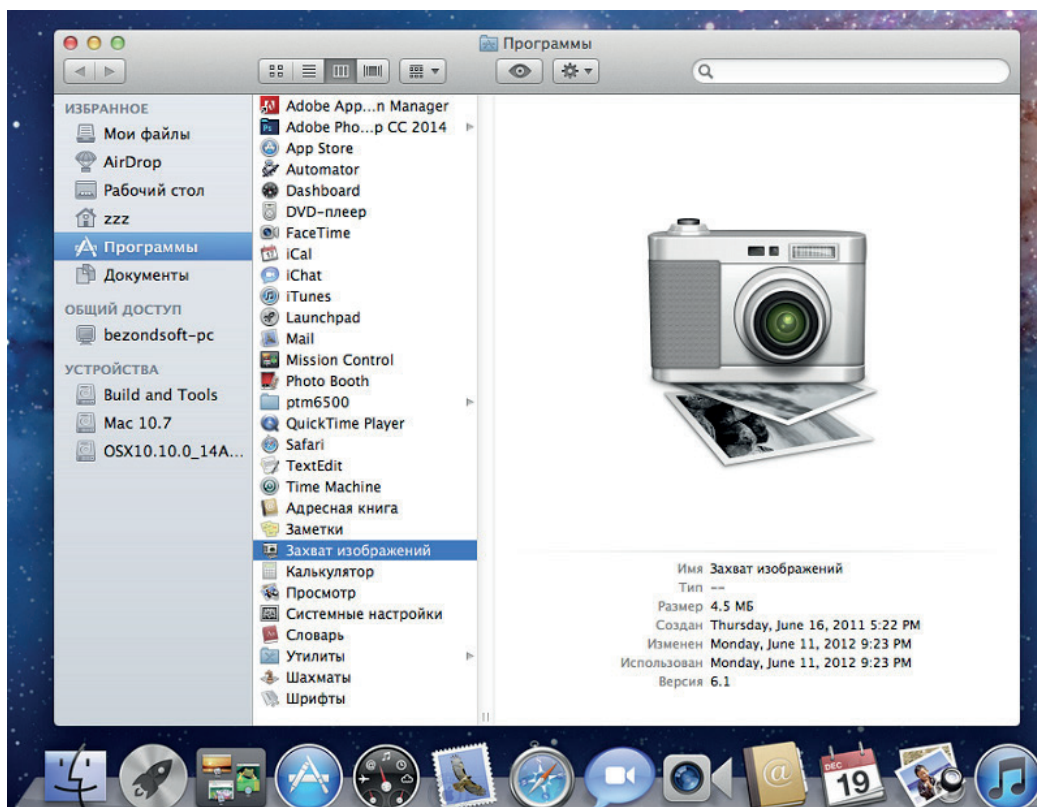 Программы
ИЗБРАННОЕ
Мои файлы
AirDrop
Рабочий стол
zzz
Программы
Документы
ОБЩИЙ ДОСТУП
bezondsoft-pc
УСТРОЙСТВА
Build and Tools
Mac 10.7
OSX10.10.0_14A...
Adobe App...n Manager
Adobe Pho...p CC 2014
App Store
Automator
Dashboard
DVD-плеер
FaceTime
iCal
iChat
iTunes
Launchpad
Mail
Mission Control
Photo Booth
ptm6500
QuickTime Player
Safari
TextEdit
Time Machine
Адресная книга
Заметки
Захват изображений
Калькулятор
Просмотр
Системные настройки
Словарь
Утилиты
Шахматы
Шрифты
Имя Захват изображений
Тип --
Размер 4.5 МБ
Создан Thursday, June 16, 2011 5:22 PM
Изменен Monday, June 11, 2012 9:23 PM
Использован Monday, June 11, 2012 9:23 PM
Версия 6.1
@
DEC
19